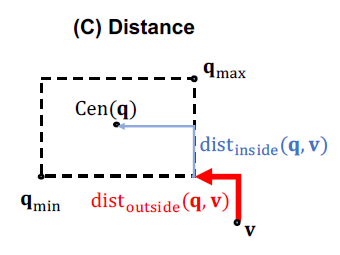 (C) Distance
q_max
Cen(q)
dist_inside(q, v)
q_min
dist_outside(q, v)
v